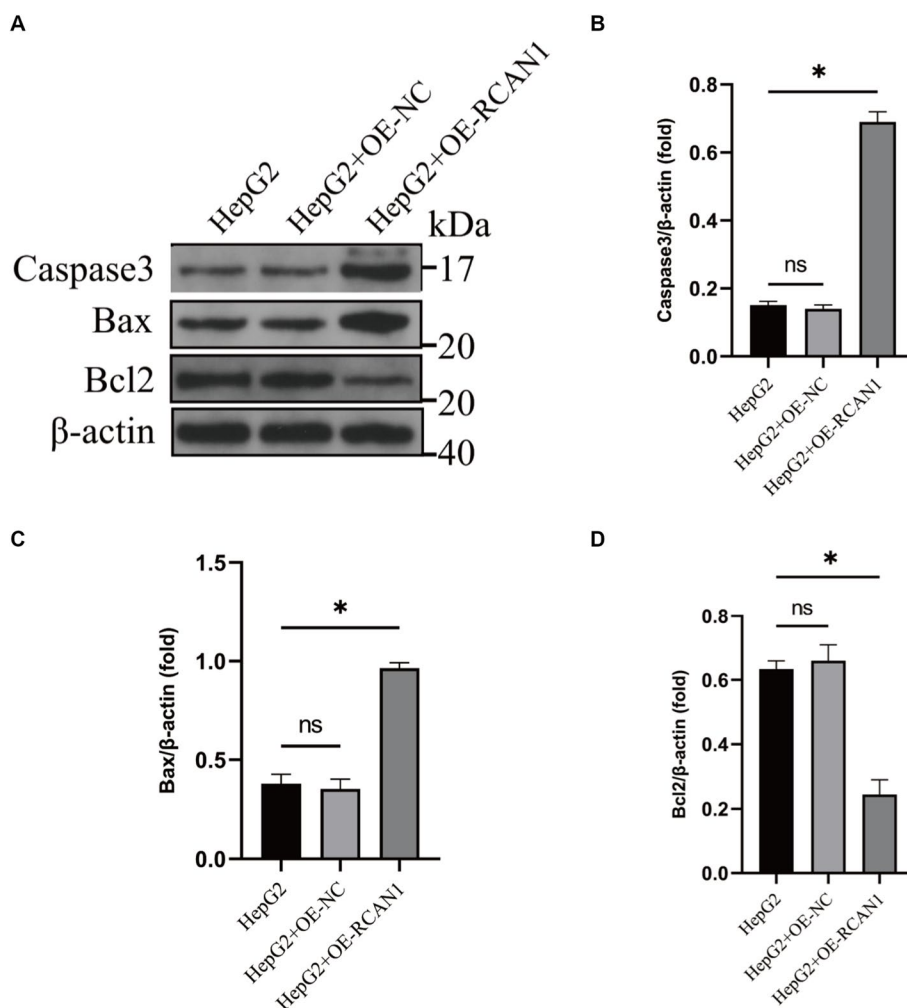 A
HepG2
HepG2+OE-NC
HepG2+OE-RCAN1
kDa
Caspase3
17
Bax
20
Bcl2
20
β-actin
40
B
*
ns
Caspase3/β-actin (fold)
0.8
0.6
0.4
0.2
0.0
HepG2
HepG2+OE-NC
HepG2+OE-RCAN1
C
*
ns
Bax/β-actin (fold)
1.5
1.0
0.5
0.0
HepG2
HepG2+OE-NC
HepG2+OE-RCAN1
D
*
ns
Bcl2/β-actin (fold)
0.8
0.6
0.4
0.2
0.0
HepG2
HepG2+OE-NC
HepG2+OE-RCAN1